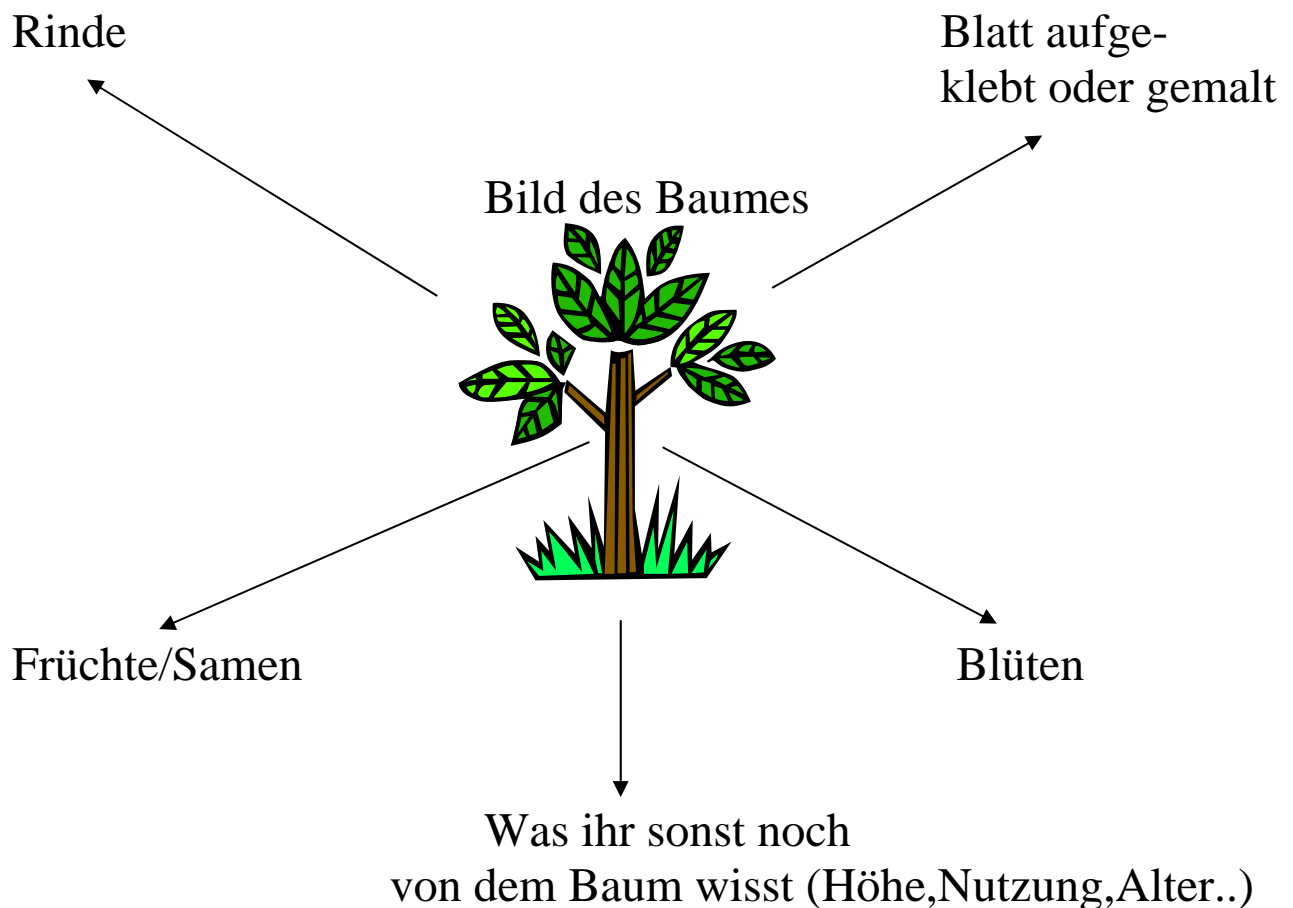 Rinde
Blatt aufge-
klebt oder gemalt
Bild des Baumes
Früchte/Samen
Blüten
Was ihr sonst noch
von dem Baum wisst (Höhe,Nutzung,Alter..)